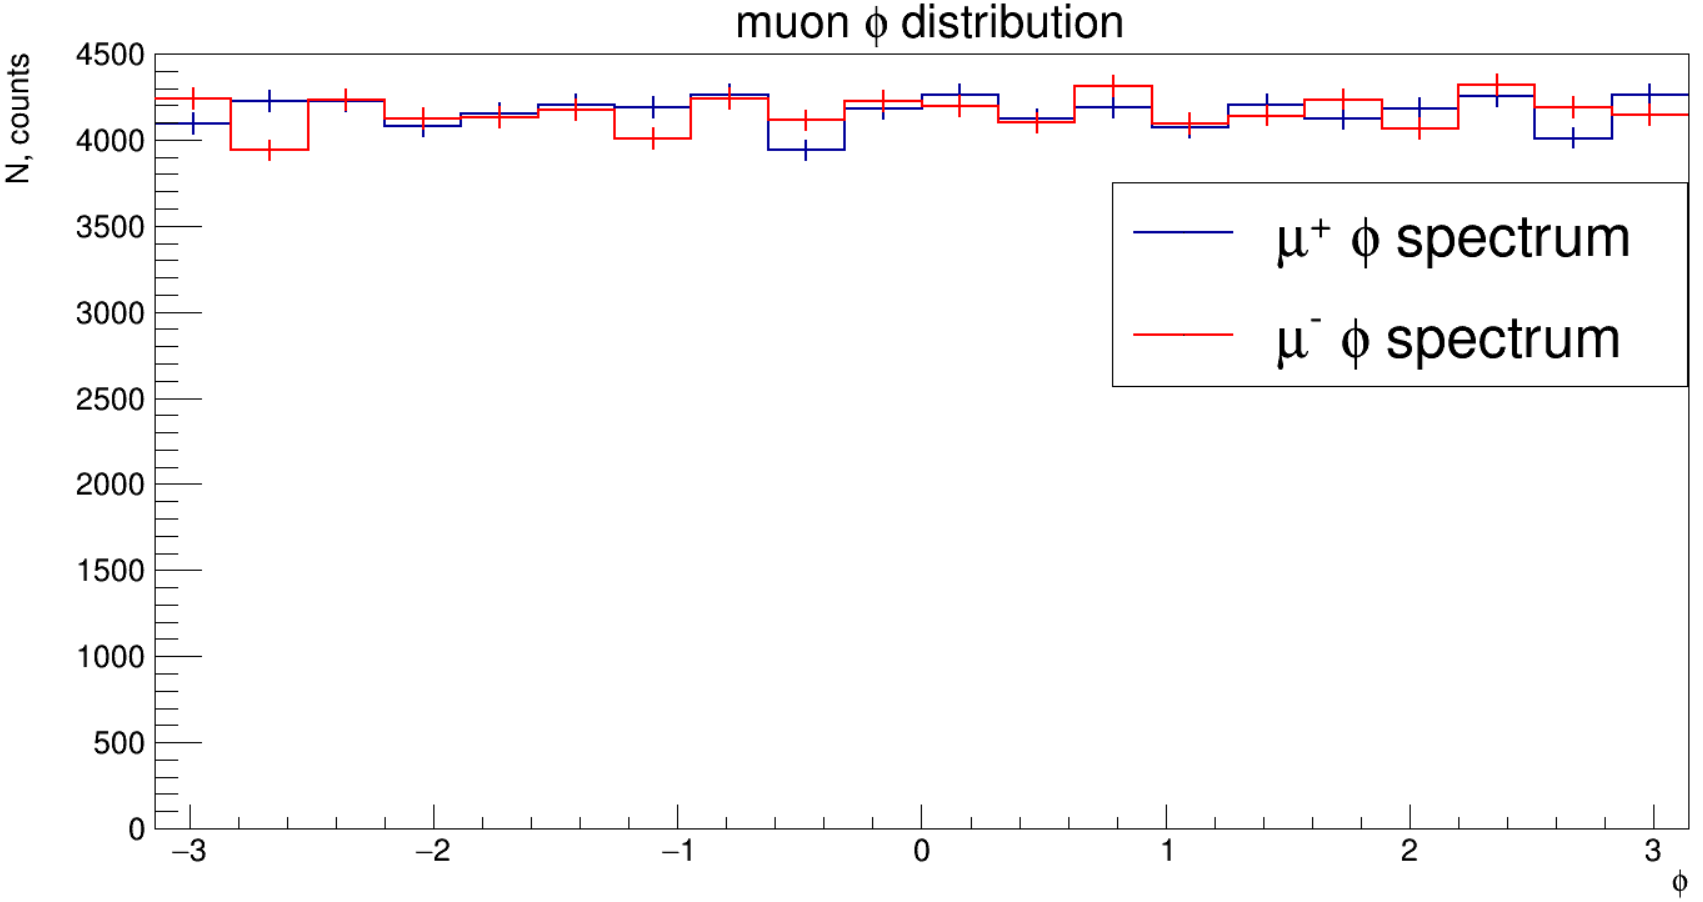 muon ϕ distribution
N, counts
4500
4000
3500
3000
2500
2000
1500
1000
500
0
−3 −2 −1 0 1 2 3
ϕ
μ⁺ ϕ spectrum
μ⁻ ϕ spectrum